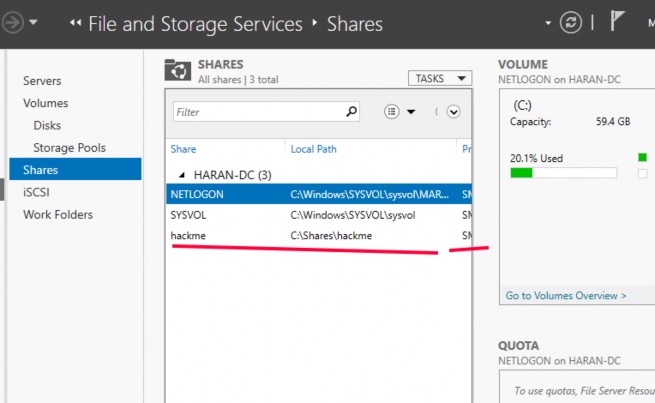 File and Storage Services Shares
M
Servers
Volumes
Disks
Storage Pools
Shares
iSCSI
Work Folders
SHARES
All shares | 3 total
TASKS
Filter
Share Local Path Pr
HARAN-DC (3)
NETLOGON C:\Windows\SYSVOL\sysvol\MAR... SM
SYSVOL C:\Windows\SYSVOL\sysvol SM
hackme C:\Shares\hackme SM
VOLUME
NETLOGON on HARAN-DC
(C:)
Capacity: 59.4 GB
20.1% Used
Go to Volumes Overview >
QUOTA
NETLOGON on HARAN-DC
To use quotas, File Server Resou